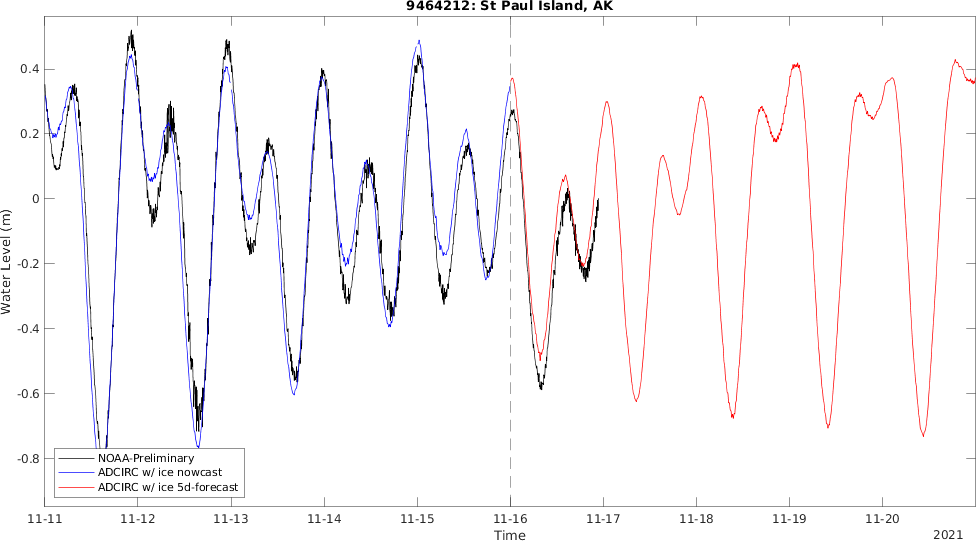 9464212: St Paul Island, AK
Water Level (m)
0.4
0.2
0
-0.2
-0.4
-0.6
-0.8
NOAA-Preliminary
ADCIRC w/ ice nowcast
ADCIRC w/ ice 5d-forecast
11-11 11-12 11-13 11-14 11-15 11-16 11-17 11-18 11-19 11-20
Time
2021